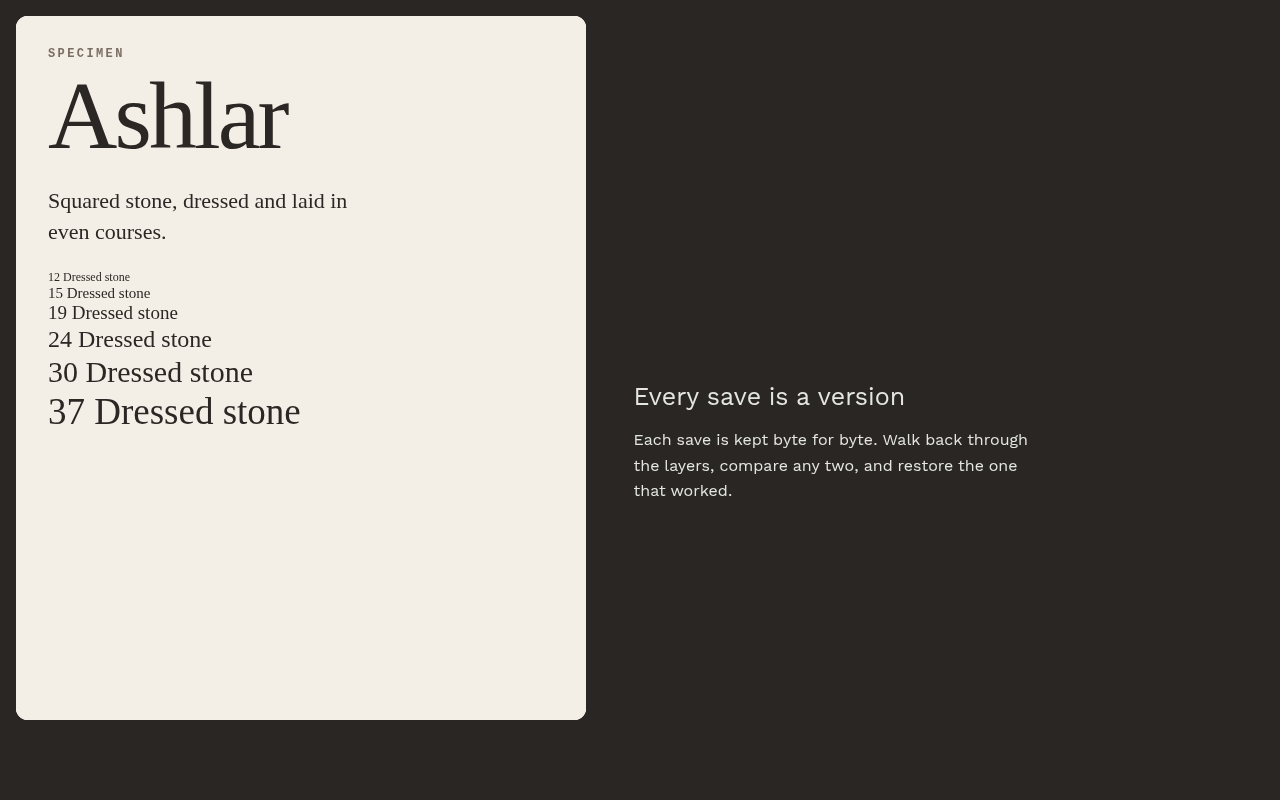 SPECIMEN
Ashlar
Squared stone, dressed and laid in
even courses.
12 Dressed stone
15 Dressed stone
19 Dressed stone
24 Dressed stone
30 Dressed stone
37 Dressed stone
Every save is a version
Each save is kept byte for byte. Walk back through
the layers, compare any two, and restore the one
that worked.